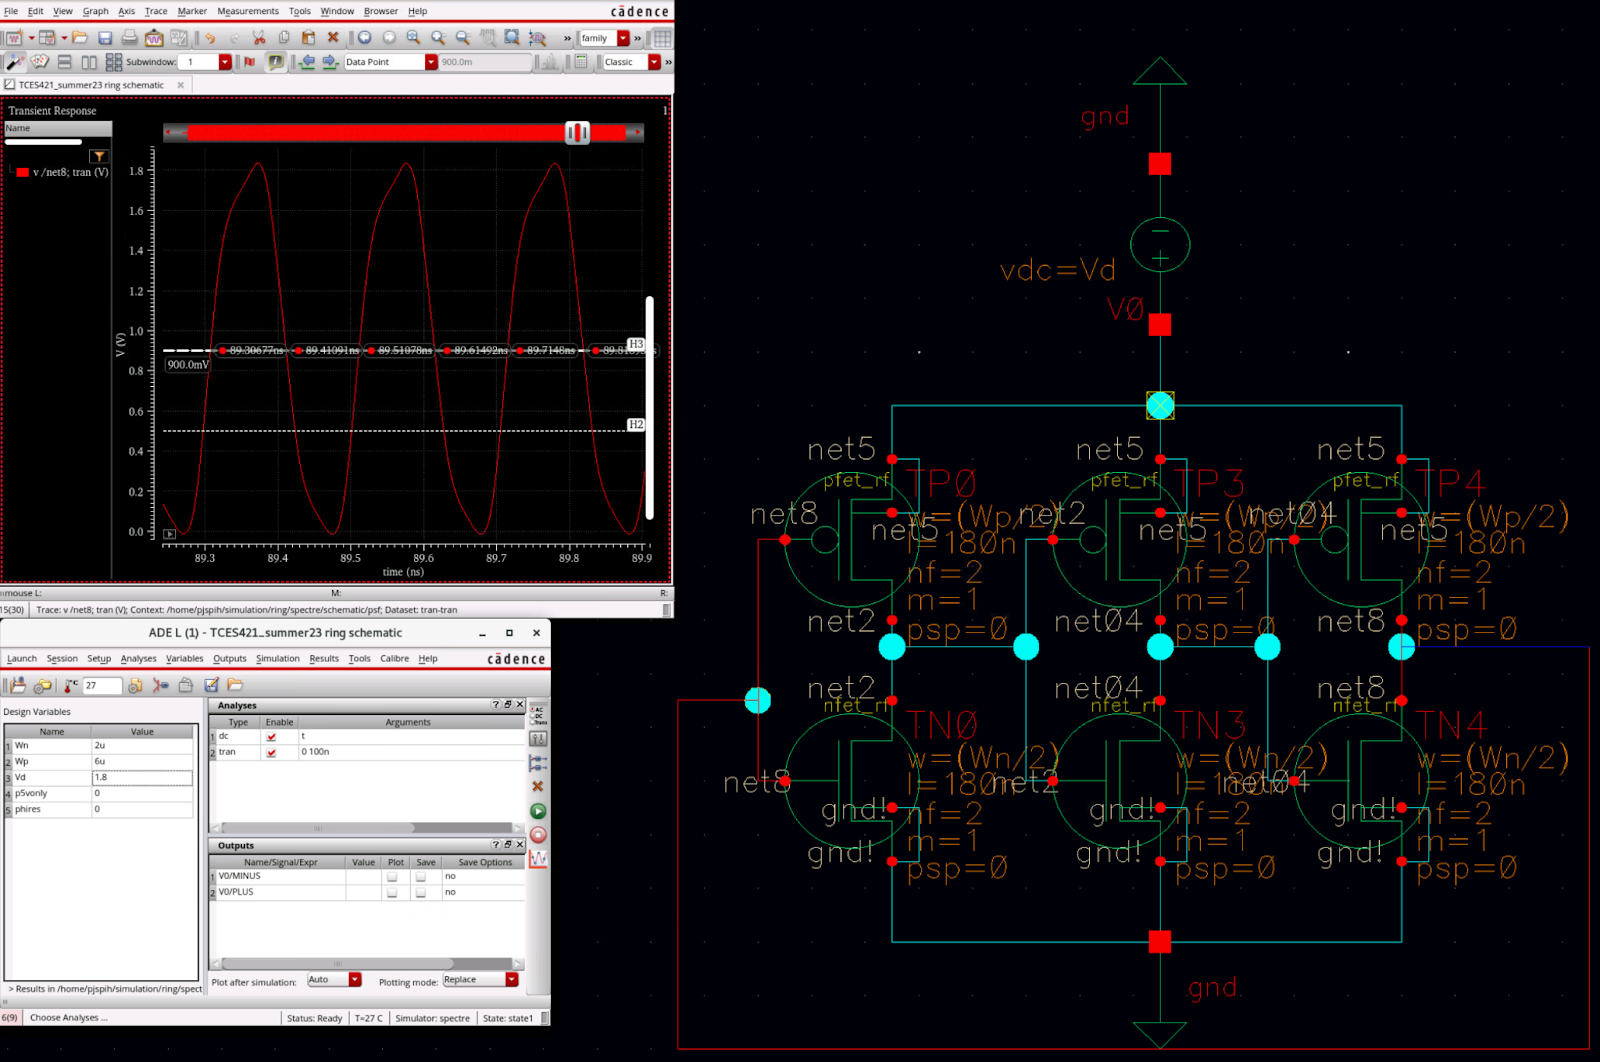 File Edit View Graph Axis Trace Marker Measurements Tools Window Browser Help cādence
» family »
Subwindow: 1 Data Point 900.0m Classic »
TCES421_summer23 ring schematic
Transient Response 1
Name
v /net8; tran (V)
V (V)
1.8
1.6
1.4
1.2
1.0
0.8
0.6
0.4
0.2
0.0
89.30677ns 89.41091ns 89.51078ns 89.61492ns 89.7148ns H3
900.0mV
H2
89.3 89.4 89.5 89.6 89.7 89.8 89.9
time (ns)
mouse L: M: R:
15(30) Trace: v /net8; tran (V); Context: /home/pjspih/simulation/ring/spectre/schematic/psf; Dataset: tran-tran
ADE L (1) - TCES421_summer23 ring schematic
Launch Session Setup Analyses Variables Outputs Simulation Results Tools Calibre Help cādence
27
Design Variables
Name Value
1 Wn 2u
2 Wp 6u
3 Vd 1.8
4 p5vonly 0
5 phires 0
> Results in /home/pjspih/simulation/ring/spect
Analyses
Type Enable Arguments
1 dc t
2 tran 0 100n
Outputs
Name/Signal/Expr Value Plot Save Save Options
1 V0/MINUS no
2 V0/PLUS no
Plot after simulation: Auto Plotting mode: Replace
AC
DC
Trans
6(9) Choose Analyses ... Status: Ready T=27 C Simulator: spectre State: state1
gnd
vdc=Vd
V0
net5 net5 net5
pfet_rf TP0 pfet_rf TP3 pfet_rf TP4
net8 net5 w=(Wp/2) net2 net5 w=(Wp/2) net04 net5 w=(Wp/2)
l=180n l=180n l=180n
nf=2 nf=2 nf=2
m=1 m=1 m=1
net2 psp=0 net04 psp=0 net8 psp=0
net2 net04 net8
nfet_rf TN0 nfet_rf TN3 nfet_rf TN4
w=(Wn/2) w=(Wn/2) w=(Wn/2)
net8 l=180n net2 l=180n net04 l=180n
gnd! nf=2 gnd! nf=2 gnd! nf=2
m=1 m=1 m=1
gnd! psp=0 gnd! psp=0 gnd! psp=0
gnd